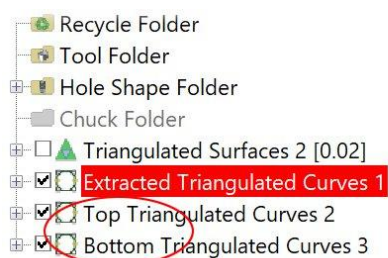 Recycle Folder
Tool Folder
Hole Shape Folder
Chuck Folder
Triangulated Surfaces 2 [0.02]
Extracted Triangulated Curves 1
Top Triangulated Curves 2
Bottom Triangulated Curves 3